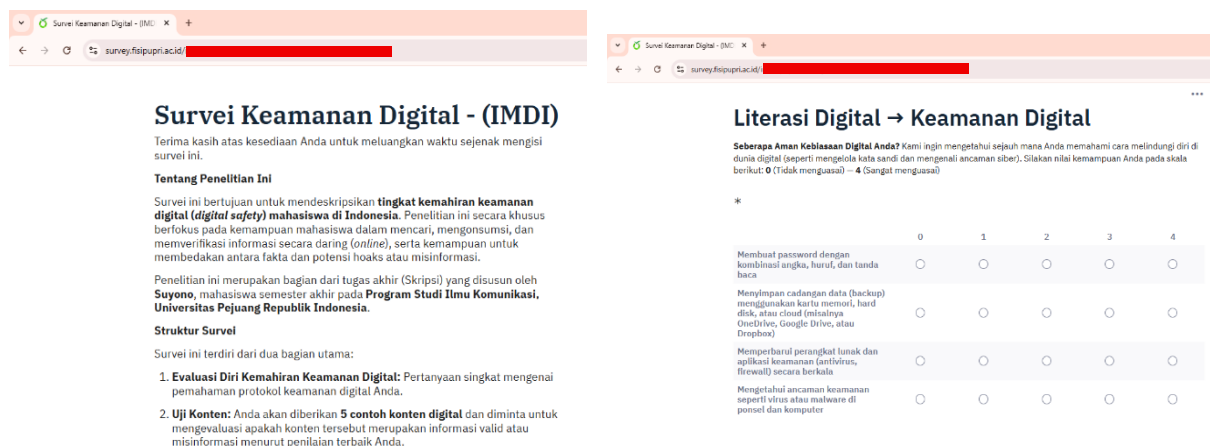 Survei Keamanan Digital - (IMD
survey.fisipupri.ac.id/
Survei Keamanan Digital - (IMDI)
Terima kasih atas kesediaan Anda untuk meluangkan waktu sejenak mengisi
survei ini.
Tentang Penelitian Ini
Survei ini bertujuan untuk mendeskripsikan tingkat kemahiran keamanan
digital (digital safety) mahasiswa di Indonesia. Penelitian ini secara khusus
berfokus pada kemampuan mahasiswa dalam mencari, mengonsumsi, dan
memverifikasi informasi secara daring (online), serta kemampuan untuk
membedakan antara fakta dan potensi hoaks atau misinformasi.
Penelitian ini merupakan bagian dari tugas akhir (Skripsi) yang disusun oleh
Suyono, mahasiswa semester akhir pada Program Studi Ilmu Komunikasi,
Universitas Pejuang Republik Indonesia.
Struktur Survei
Survei ini terdiri dari dua bagian utama:
1. Evaluasi Diri Kemahiran Keamanan Digital: Pertanyaan singkat mengenai
pemahaman protokol keamanan digital Anda.
2. Uji Konten: Anda akan diberikan 5 contoh konten digital dan diminta untuk
mengevaluasi apakah konten tersebut merupakan informasi valid atau
misinformasi menurut penilaian terbaik Anda.
Survei Keamanan Digital - (IMD
survey.fisipupri.ac.id/
Literasi Digital → Keamanan Digital
Seberapa Aman Kebiasaan Digital Anda? Kami ingin mengetahui sejauh mana Anda memahami cara melindungi diri di
dunia digital (seperti mengelola kata sandi dan mengenali ancaman siber). Silakan nilai kemampuan Anda pada skala
berikut: 0 (Tidak menguasai) — 4 (Sangat menguasai)
*
0 1 2 3 4
Membuat password dengan
kombinasi angka, huruf, dan tanda
baca
Menyimpan cadangan data (backup)
menggunakan kartu memori, hard
disk, atau cloud (misalnya
OneDrive, Google Drive, atau
Dropbox)
Memperbarui perangkat lunak dan
aplikasi keamanan (antivirus,
firewall) secara berkala
Mengetahui ancaman keamanan
seperti virus atau malware di
ponsel dan komputer